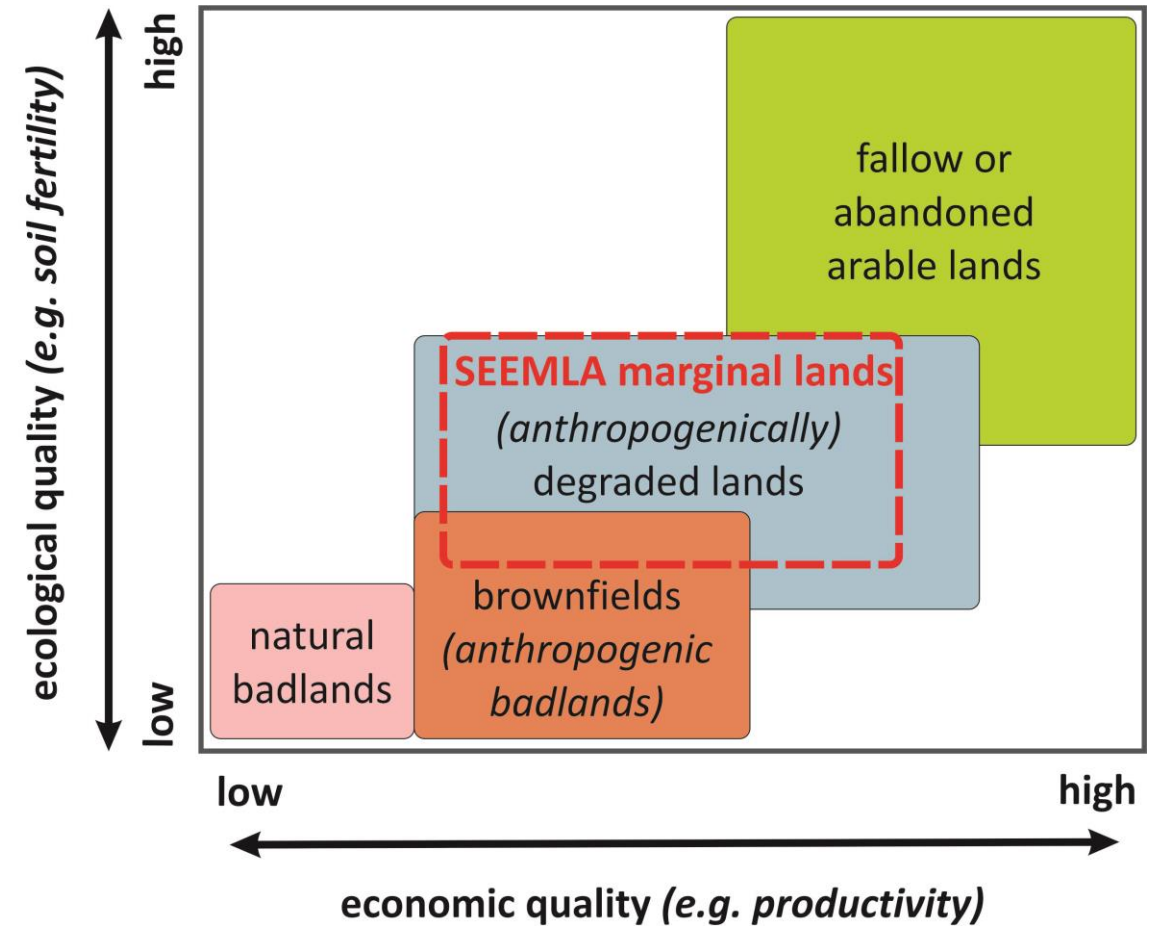 ecological quality (e.g. soil fertility)
high
low
fallow or
abandoned
arable lands
SEEMLA marginal lands
(anthropogenically)
degraded lands
brownfields
(anthropogenic
badlands)
natural
badlands
low
high
economic quality (e.g. productivity)